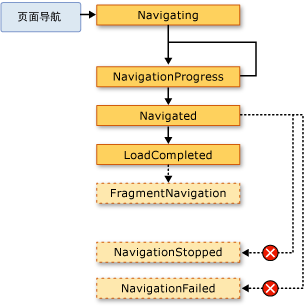 页面导航
Navigating
NavigationProgress
Navigated
LoadCompleted
FragmentNavigation
NavigationStopped
NavigationFailed